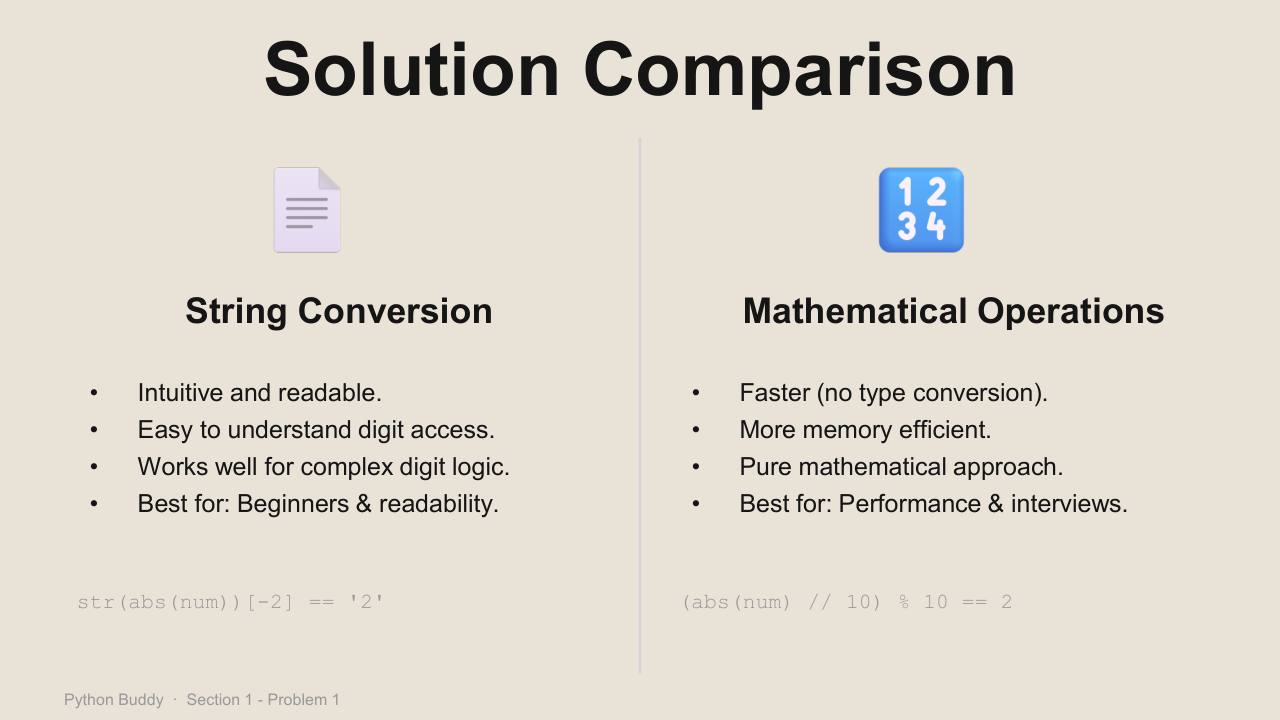 Solution Comparison
1 2
3 4
String Conversion
• Intuitive and readable.
• Easy to understand digit access.
• Works well for complex digit logic.
• Best for: Beginners & readability.
str(abs(num))[-2] == '2'
Mathematical Operations
• Faster (no type conversion).
• More memory efficient.
• Pure mathematical approach.
• Best for: Performance & interviews.
(abs(num) // 10) % 10 == 2
Python Buddy · Section 1 - Problem 1